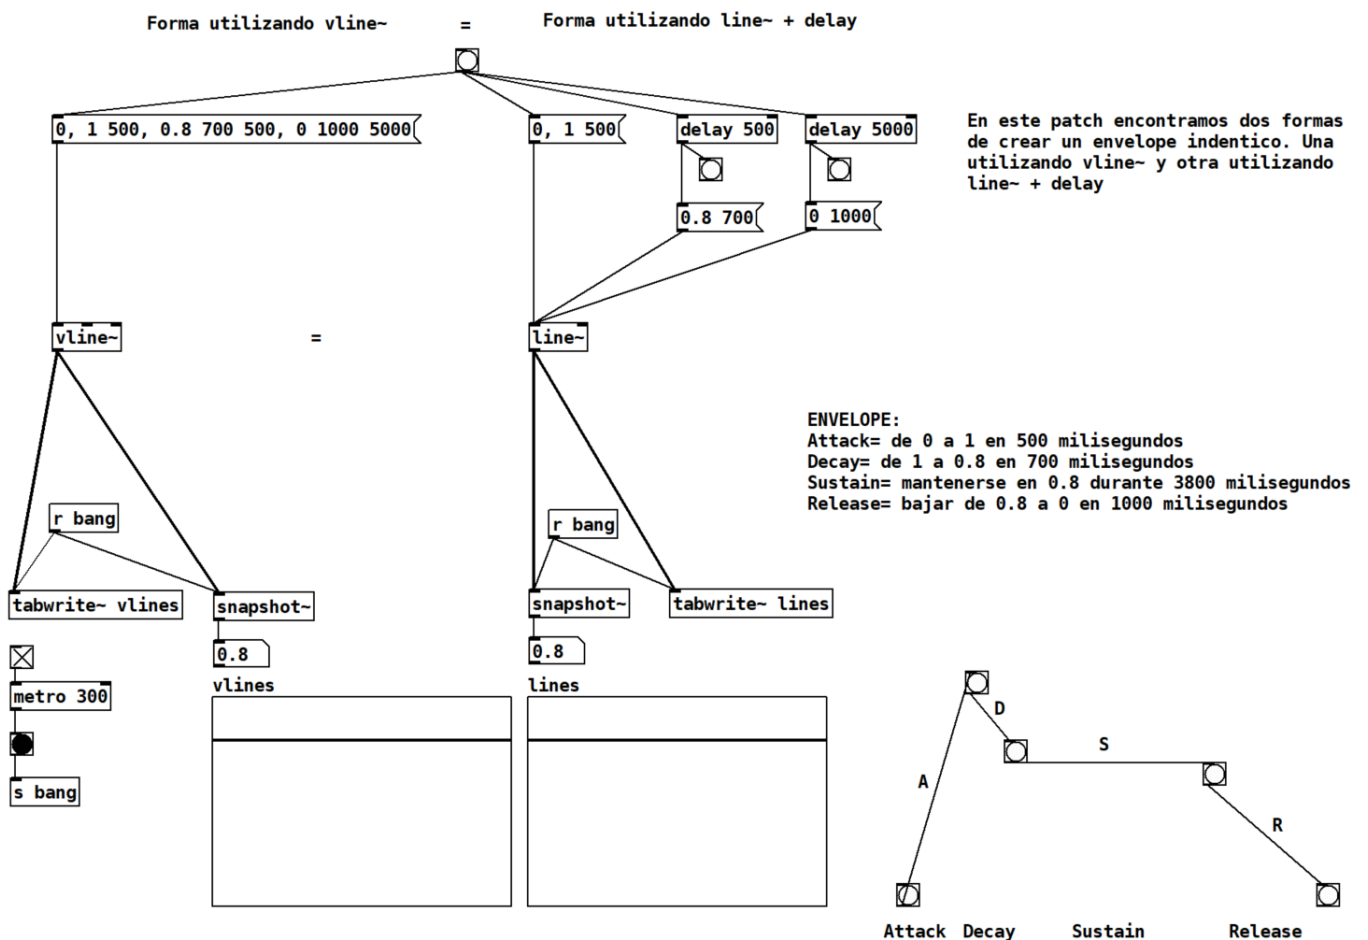 Forma utilizando vline~ = Forma utilizando line~ + delay
0, 1 500, 0.8 700 500, 0 1000 5000
0, 1 500
delay 500
delay 5000
En este patch encontramos dos formas
de crear un envelope indentico. Una
utilizando vline~ y otra utilizando
line~ + delay
0.8 700
0 1000
vline~
=
line~
ENVELOPE:
Attack= de 0 a 1 en 500 milisegundos
Decay= de 1 a 0.8 en 700 milisegundos
Sustain= mantenerse en 0.8 durante 3800 milisegundos
Release= bajar de 0.8 a 0 en 1000 milisegundos
r bang
r bang
tabwrite~ vlines
snapshot~
snapshot~
tabwrite~ lines
0.8
0.8
metro 300
s bang
vlines
lines
A
D
S
R
Attack Decay Sustain Release